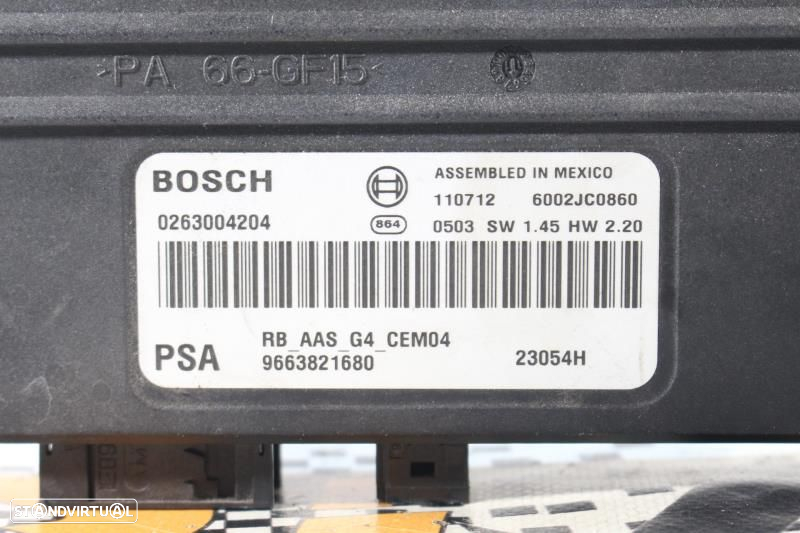 >PA 66-GF15<
BOSCH
ASSEMBLED IN MEXICO
110712 6002JC0860
0263004204
864
0503 SW 1.45 HW 2.20
RB_AAS_G4_CEM04
PSA
9663821680
23054H
STANDVIRTUAL